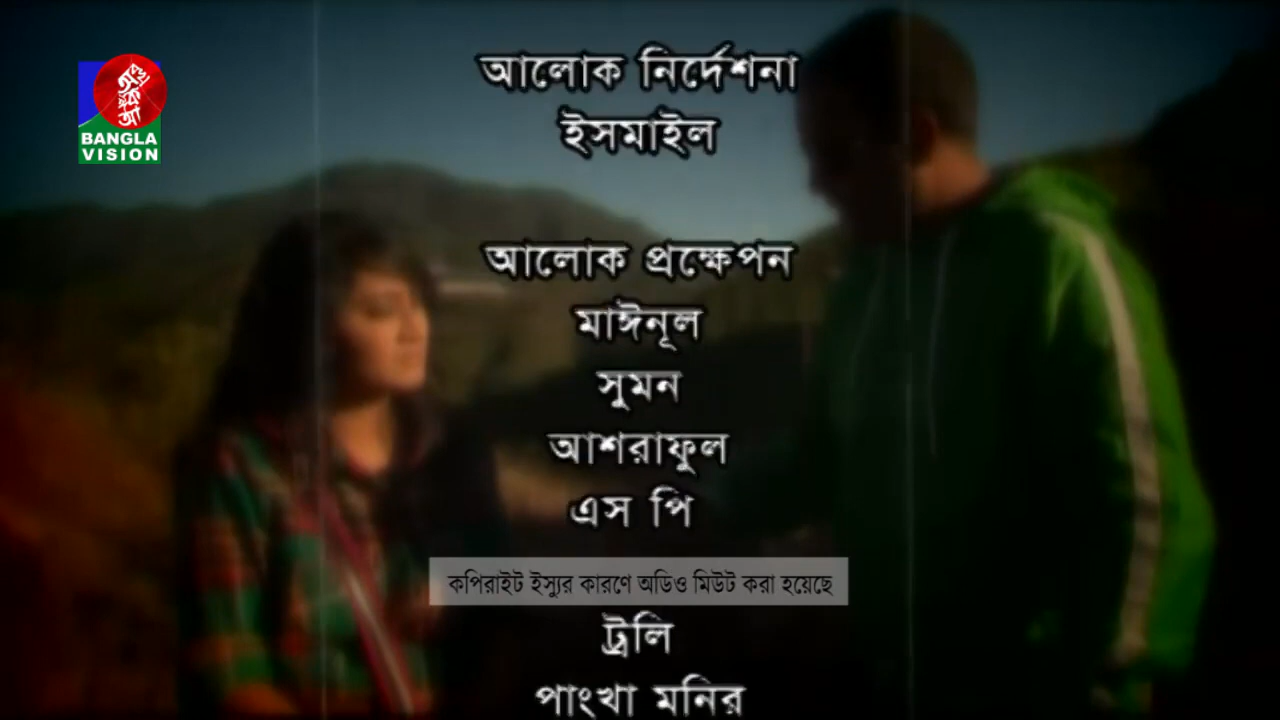 BANGLA
VISION
আলোক নির্দেশনা
ইসমাইল
আলোক প্রক্ষেপন
মাঈনূল
সুমন
আশরাফুল
এস পি
কপিরাইট ইস্যুর কারণে অডিও মিউট করা হয়েছে
ট্রলি
পাংখা মনির